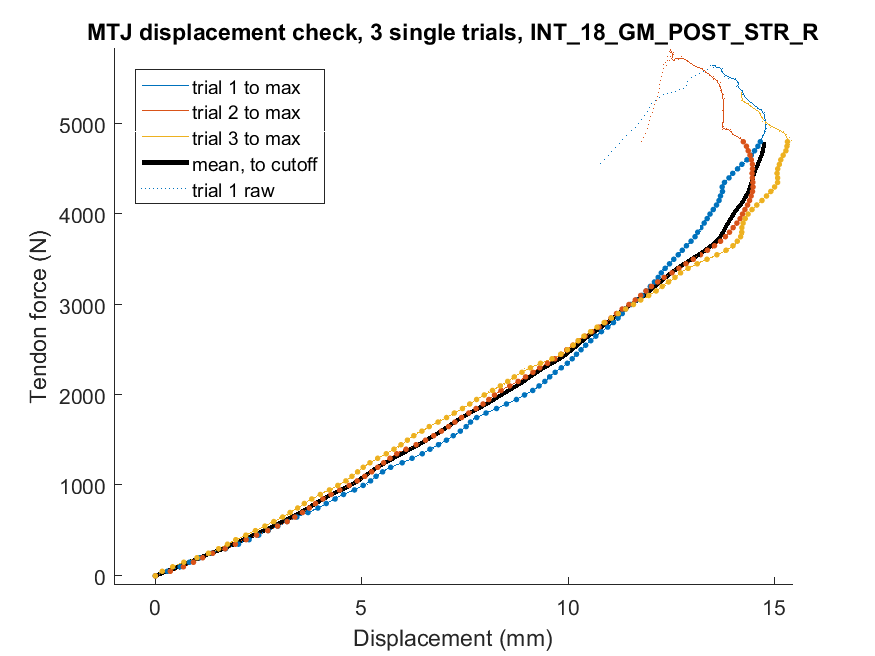 MTJ displacement check, 3 single trials, INT_18_GM_POST_STR_R
trial 1 to max
trial 2 to max
trial 3 to max
mean, to cutoff
trial 1 raw
5000
4000
3000
2000
1000
0
Tendon force (N)
0 5 10 15
Displacement (mm)